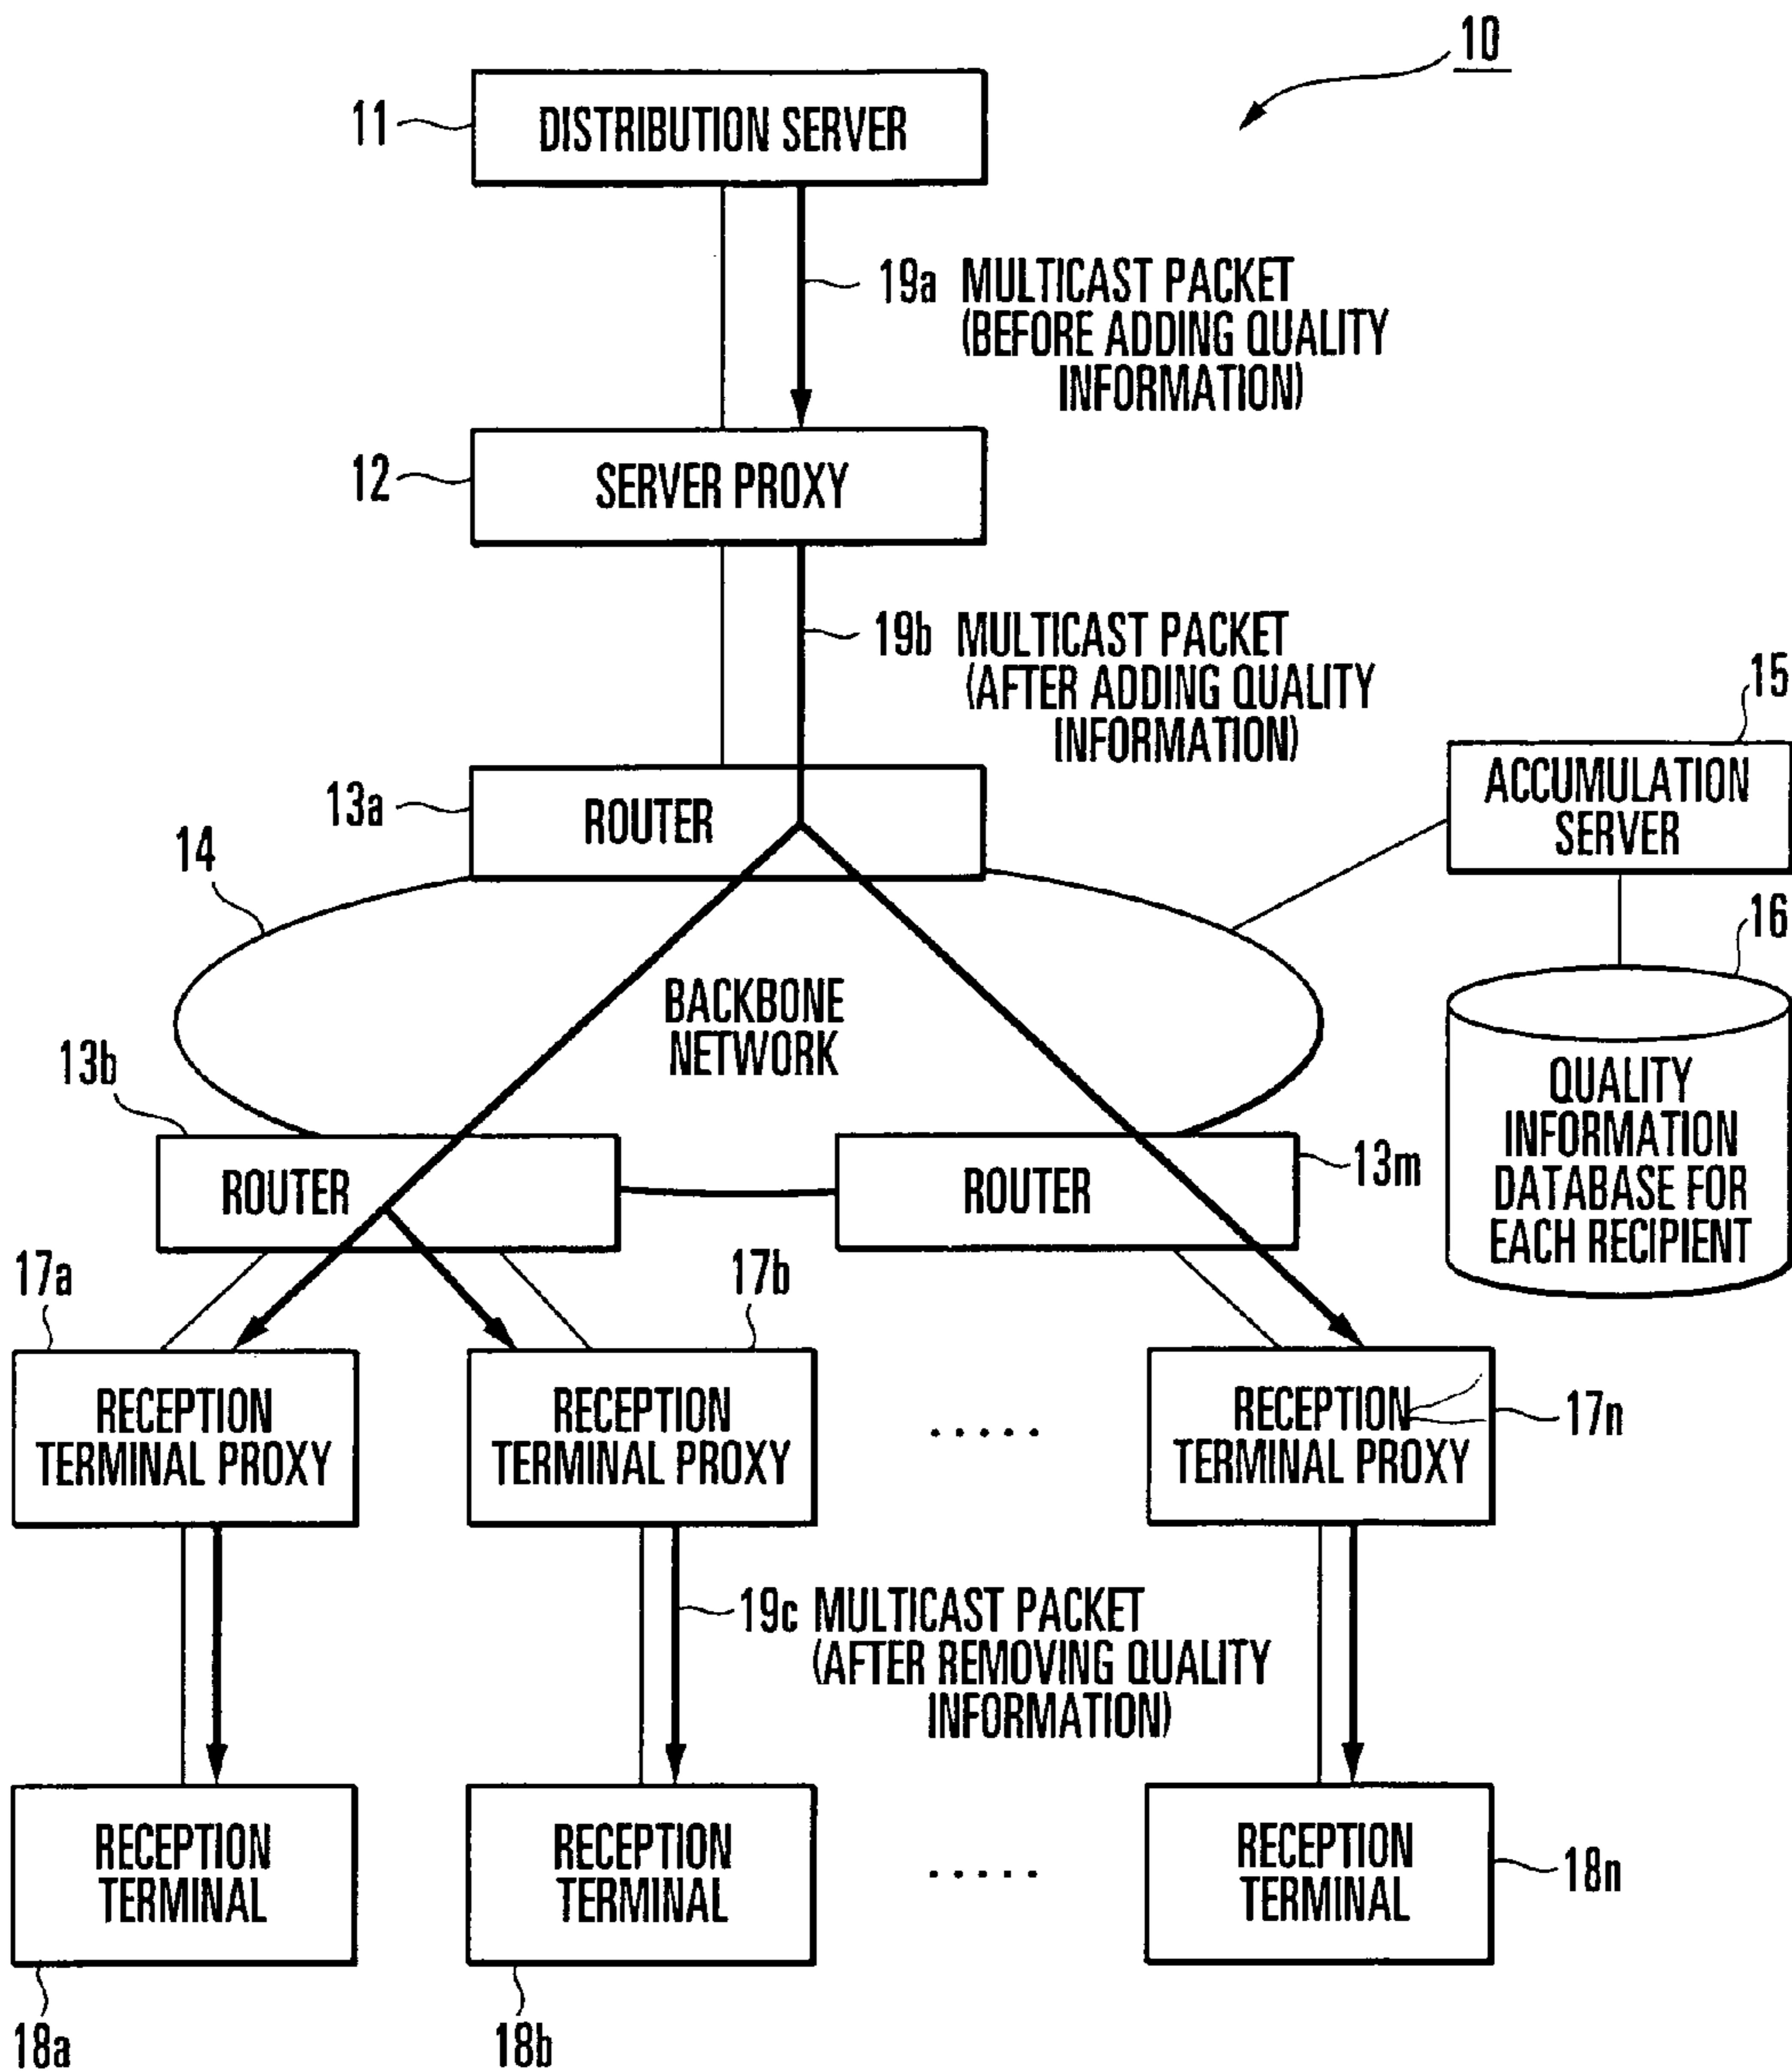 10
11
DISTRIBUTION SERVER
19a MULTICAST PACKET
(BEFORE ADDING QUALITY
INFORMATION)
12
SERVER PROXY
19b MULTICAST PACKET
(AFTER ADDING QUALITY
INFORMATION)
15
ACCUMULATION
SERVER
13a
ROUTER
14
16
BACKBONE
NETWORK
QUALITY
INFORMATION
DATABASE FOR
EACH RECIPIENT
13b
ROUTER
ROUTER
13m
17a
17b
RECEPTION
TERMINAL PROXY
RECEPTION
TERMINAL PROXY
.....
RECEPTION
TERMINAL PROXY
17n
19c MULTICAST PACKET
(AFTER REMOVING QUALITY
INFORMATION)
RECEPTION
TERMINAL
RECEPTION
TERMINAL
.....
RECEPTION
TERMINAL
18n
18a
18b